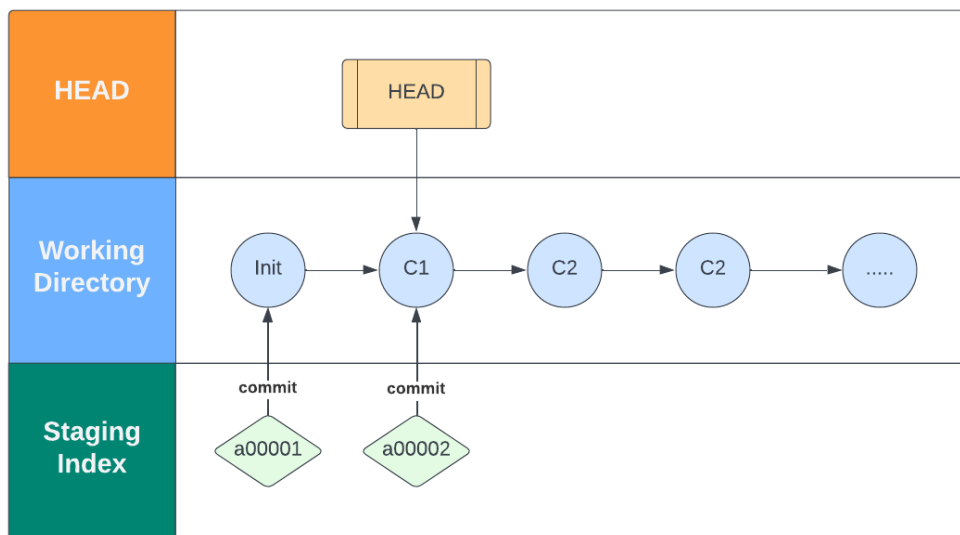 HEAD
HEAD
Working
Directory
Init
C1
C2
C2
.....
commit
commit
Staging
Index
a00001
a00002